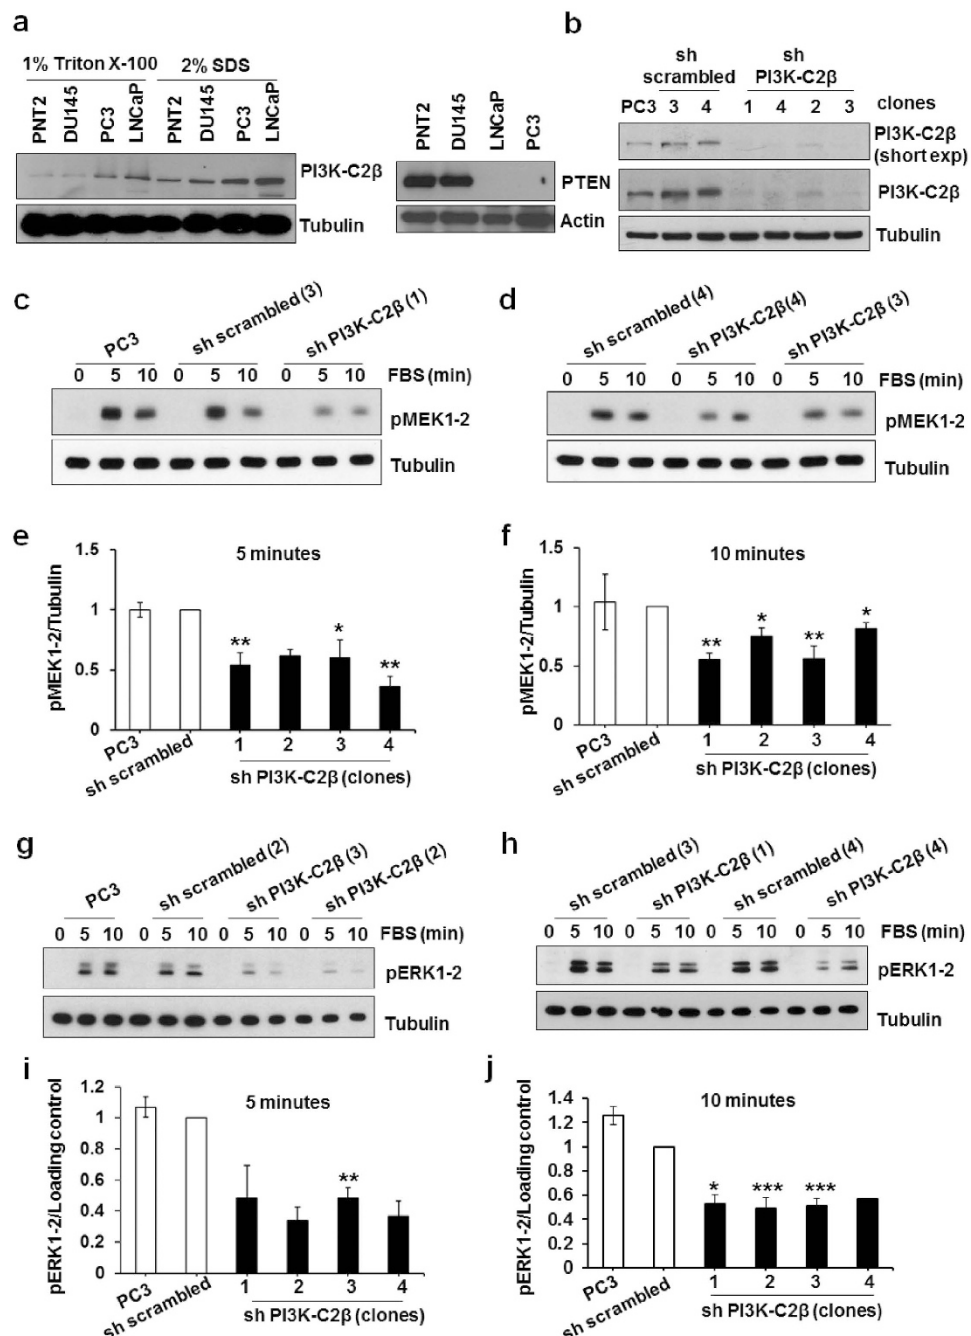 a
1% Triton X-100 2% SDS
PNT2 DU145 PC3 LNCaP PNT2 DU145 PC3 LNCaP
PI3K-C2β
Tubulin
PNT2 DU145 LNCaP PC3
PTEN
Actin
b
sh scrambled
sh PI3K-C2β
PC3 3 4 1 4 2 3 clones
PI3K-C2β
(short exp)
PI3K-C2β
Tubulin
c
PC3 sh scrambled (3) sh PI3K-C2β (1)
0 5 10 0 5 10 0 5 10 FBS (min)
pMEK1-2
Tubulin
d
sh scrambled (4) sh PI3K-C2β(4) sh PI3K-C2β (3)
0 5 10 0 5 10 0 5 10 FBS (min)
pMEK1-2
Tubulin
e
5 minutes
pMEK1-2/Tubulin
1.5
1
0.5
0
** * **
PC3 sh scrambled 1 2 3 4
sh PI3K-C2β (clones)
f
10 minutes
pMEK1-2/Tubulin
1.5
1
0.5
0
** * ** *
PC3 sh scrambled 1 2 3 4
sh PI3K-C2β (clones)
g
PC3 sh scrambled (2) sh PI3K-C2β (3) sh PI3K-C2β (2)
0 5 10 0 5 10 0 5 10 0 5 10 FBS (min)
pERK1-2
Tubulin
h
sh scrambled (3) sh PI3K-C2β (1) sh scrambled (4) sh PI3K-C2β (4)
0 5 10 0 5 10 0 5 10 0 5 10 FBS (min)
pERK1-2
Tubulin
i
5 minutes
pERK1-2/Loading control
1.2
1
0.8
0.6
0.4
0.2
0
**
PC3 sh scrambled 1 2 3 4
sh PI3K-C2β (clones)
j
10 minutes
pERK1-2/Loading control
1.4
1.2
1
0.8
0.6
0.4
0.2
0
* *** ***
PC3 sh scrambled 1 2 3 4
sh PI3K-C2β (clones)